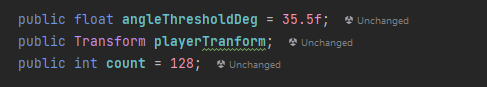 public float angleThresholdDeg = 35.5f; Unchanged
public Transform playerTranform; Unchanged
public int count = 128; Unchanged